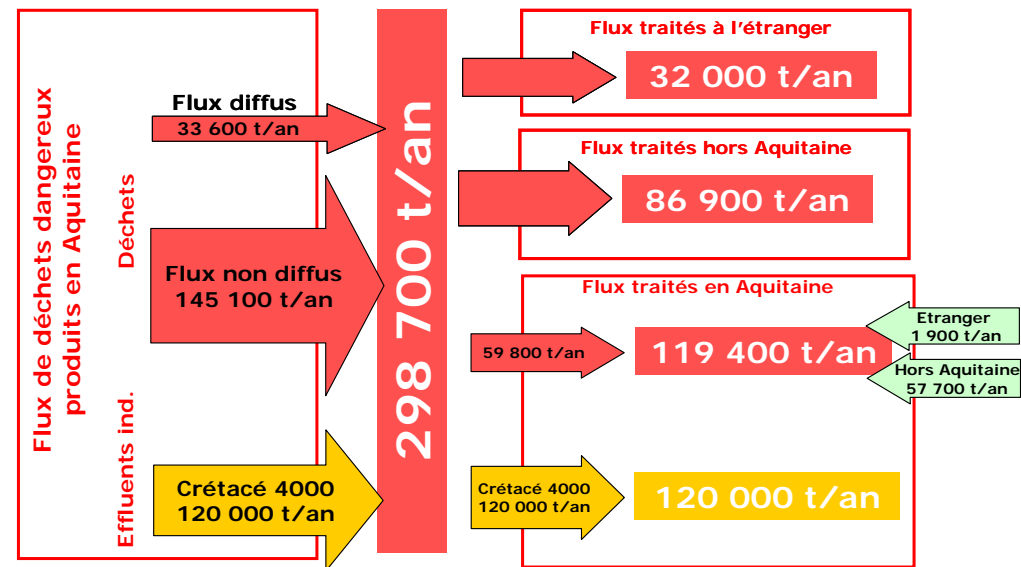 Flux de déchets dangereux
produits en Aquitaine
Déchets
Effluents ind.
Flux diffus
33 600 t/an
Flux non diffus
145 100 t/an
Crétacé 4000
120 000 t/an
298 700 t/an
Flux traités à l'étranger
32 000 t/an
Flux traités hors Aquitaine
86 900 t/an
Flux traités en Aquitaine
59 800 t/an
119 400 t/an
Etranger
1 900 t/an
Hors Aquitaine
57 700 t/an
Crétacé 4000
120 000 t/an
120 000 t/an